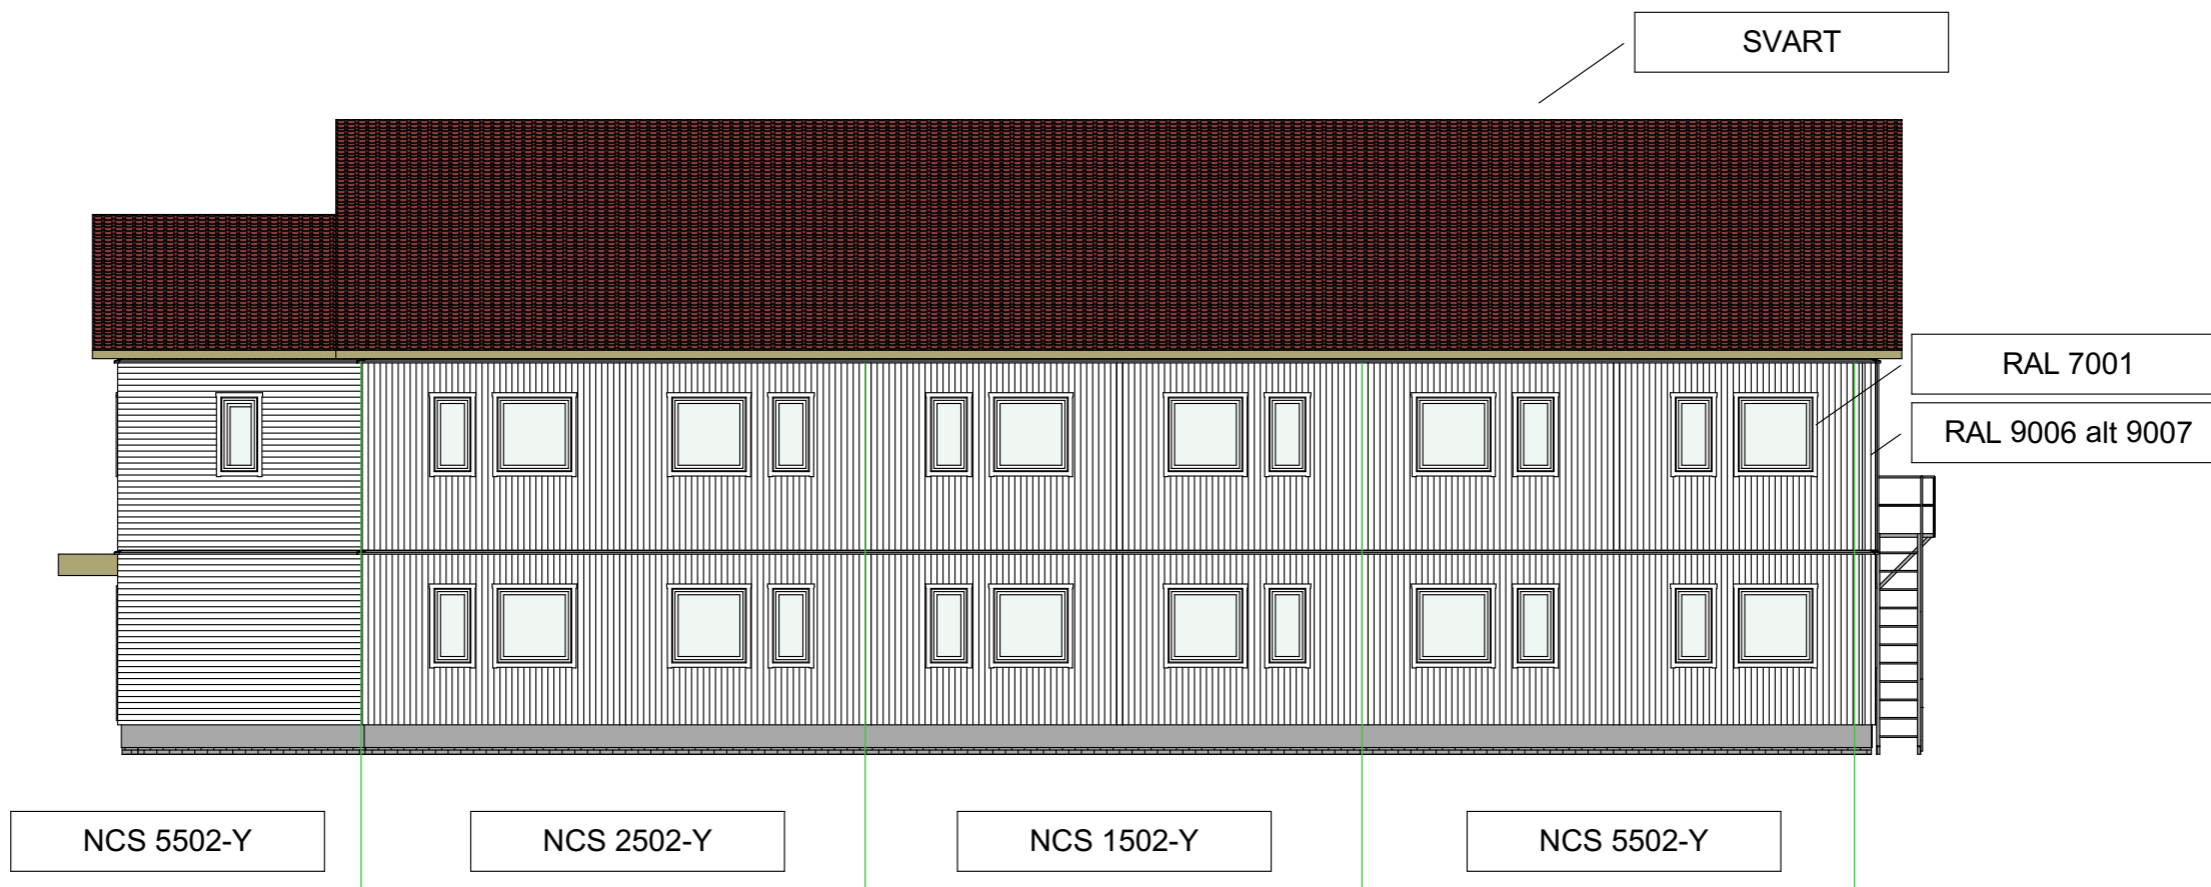 SVART
RAL 7001
RAL 9006 alt 9007
NCS 5502-Y
NCS 2502-Y
NCS 1502-Y
NCS 5502-Y